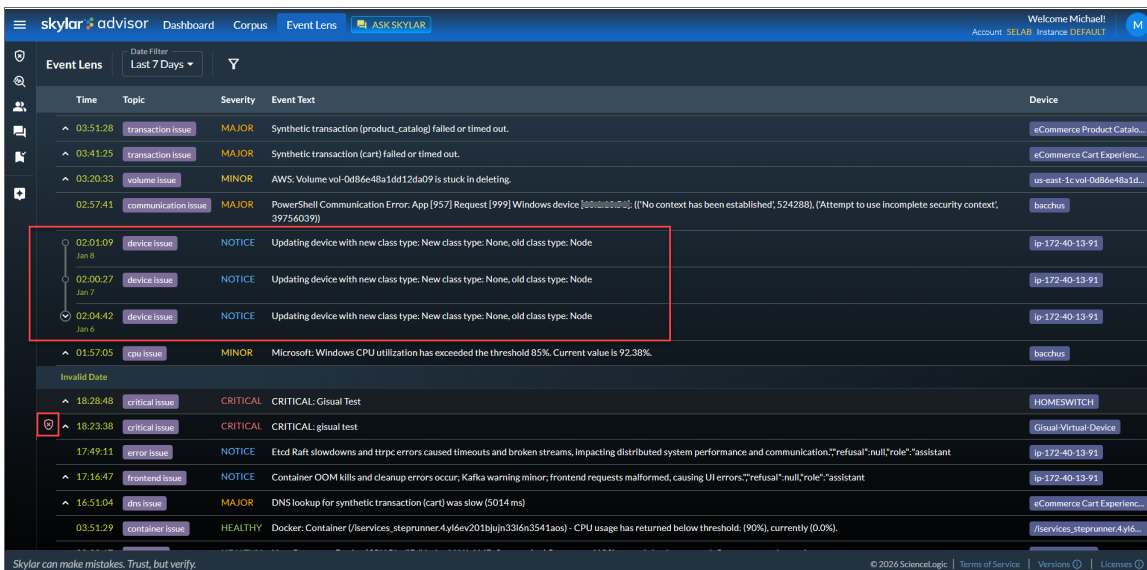 skylar advisor Dashboard Corpus Event Lens ASK SKYLAR Welcome Michael!
Account SELAB Instance DEFAULT M
Event Lens Date Filter Last 7 Days
Time Topic Severity Event Text Device
03:51:28 transaction issue MAJOR Synthetic transaction (product_catalog) failed or timed out. eCommerce Product Catalo...
03:41:25 transaction issue MAJOR Synthetic transaction (cart) failed or timed out. eCommerce Cart Experienc...
03:20:33 volume issue MINOR AWS: Volume vol-0d86e48a1dd12da09 is stuck in deleting. us-east-1c vol-0d86e48a1d...
02:57:41 communication issue MAJOR PowerShell Communication Error: App [957] Request [999] Windows device [ ]: (('No context has been established', 524288), ('Attempt to use incomplete security context', bacchus
39756039))
02:01:09 device issue NOTICE Updating device with new class type: New class type: None, old class type: Node ip-172-40-13-91
Jan 8
02:00:27 device issue NOTICE Updating device with new class type: New class type: None, old class type: Node ip-172-40-13-91
Jan 7
02:04:42 device issue NOTICE Updating device with new class type: New class type: None, old class type: Node ip-172-40-13-91
Jan 6
01:57:05 cpu issue MINOR Microsoft: Windows CPU utilization has exceeded the threshold 85%. Current value is 92.38%. bacchus
Invalid Date
18:28:48 critical issue CRITICAL CRITICAL: Gisual Test HOMESWITCH
18:23:38 critical issue CRITICAL CRITICAL: gisual test Gisual-Virtual-Device
17:49:11 error issue NOTICE Etcd Raft slowdowns and ttrpc errors caused timeouts and broken streams, impacting distributed system performance and communication.","refusal":null,"role":"assistant ip-172-40-13-91
17:16:47 frontend issue NOTICE Container OOM kills and cleanup errors occur; Kafka warning minor; frontend requests malformed, causing UI errors.","refusal":null,"role":"assistant ip-172-40-13-91
16:51:04 dns issue MAJOR DNS lookup for synthetic transaction (cart) was slow (5014 ms) eCommerce Cart Experienc...
03:51:29 container issue HEALTHY Docker: Container (/iservices_steprunner.4.yl6ev201bjujn33l6n3541aos) - CPU usage has returned below threshold: (90%), currently (0.0%). /iservices_steprunner.4.yl6...
Skylar can make mistakes. Trust, but verify. © 2026 ScienceLogic | Terms of Service | Versions | Licenses